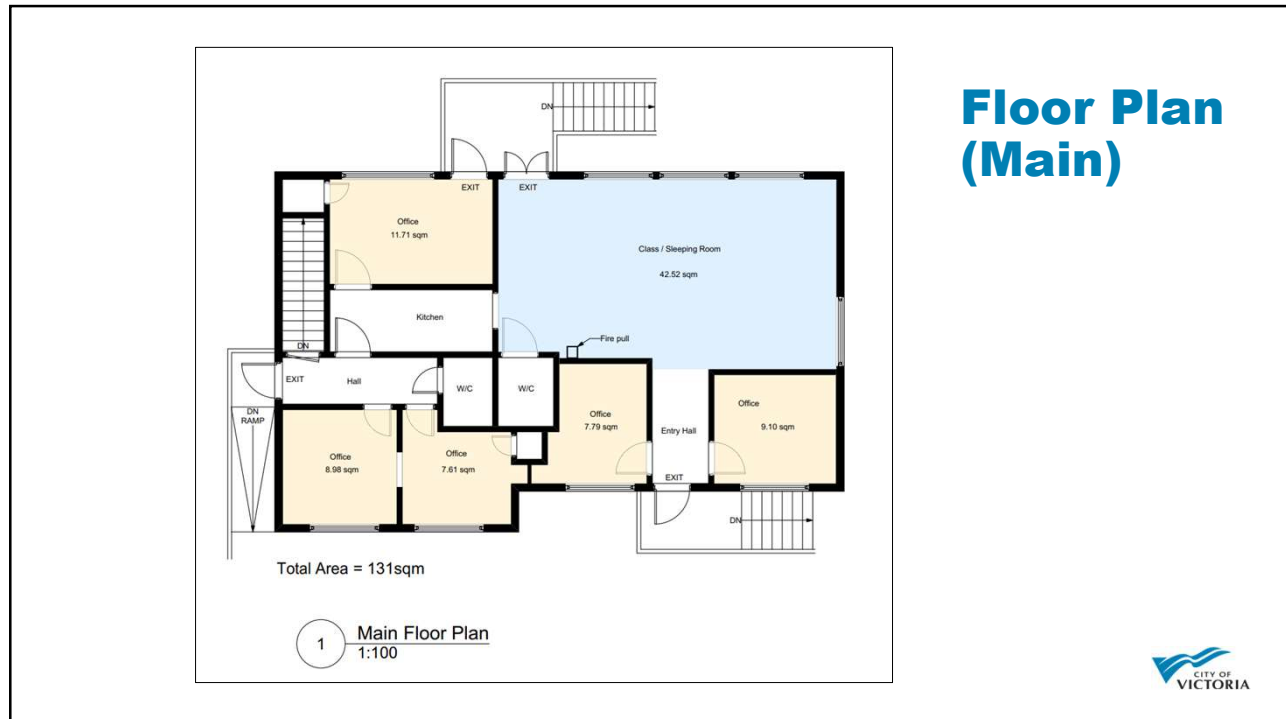 Floor Plan
(Main)
DN
EXIT
EXIT
Office
11.71 sqm
Class / Sleeping Room
42.52 sqm
Kitchen
Fire pull
DN
EXIT
Hall
W/C
W/C
DN
RAMP
Office
8.98 sqm
Office
7.61 sqm
Office
7.79 sqm
Entry Hall
Office
9.10 sqm
EXIT
DN
Total Area = 131sqm
1
Main Floor Plan
1:100
CITY OF
VICTORIA